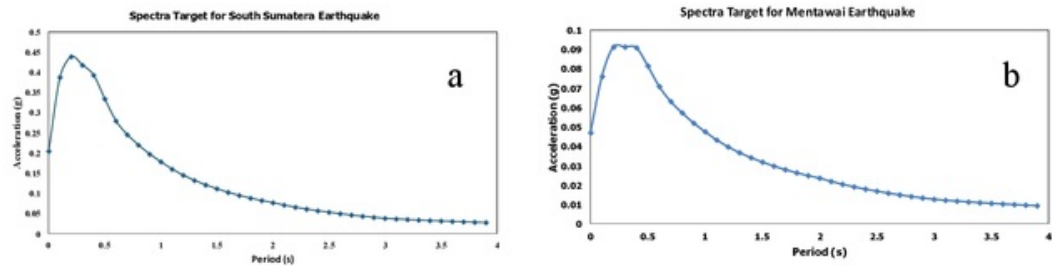 Spectra Target for South Sumatera Earthquake
0.5
0.45
0.4
0.35
0.3
0.25
0.2
0.15
0.1
0.05
0
Acceleration (g)
a
0 0.5 1 1.5 2 2.5 3 3.5 4
Period (s)
Spectra Target for Mentawai Earthquake
0.1
0.09
0.08
0.07
0.06
0.05
0.04
0.03
0.02
0.01
0
Acceleration (g)
b
0 0.5 1 1.5 2 2.5 3 3.5 4
Period (s)